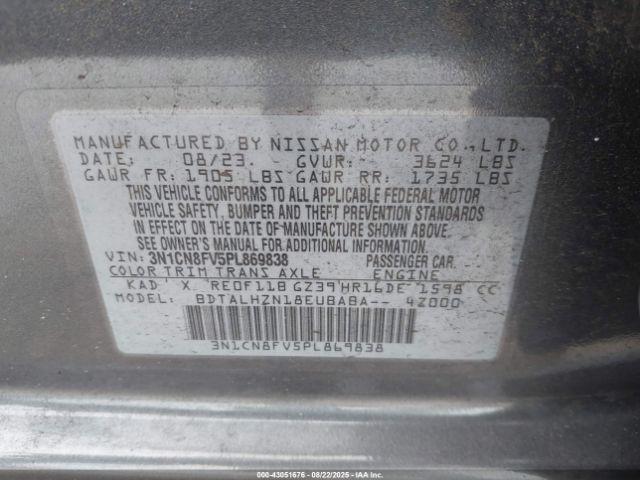 MANUFACTURED BY NISSAN MOTOR CO., LTD.
DATE: 08/23. GVWR: 3624 LBS
GAWR FR: 1905 LBS GAWR RR: 1735 LBS
THIS VEHICLE CONFORMS TO ALL APPLICABLE FEDERAL MOTOR
VEHICLE SAFETY, BUMPER AND THEFT PREVENTION STANDARDS
IN EFFECT ON THE DATE OF MANUFACTURE SHOWN ABOVE.
SEE OWNER'S MANUAL FOR ADDITIONAL INFORMATION.
VIN: 3N1CN8FV5PL869838 PASSENGER CAR.
COLOR TRIM TRANS AXLE ENGINE
KAD X RE0F11B GZ39 HR16DE 1598 CC
MODEL: BDTALHZN18EUBABA-- 4Z000
3N1CN8FV5PL869838
000-43051676 - 08/22/2025 - © IAA Inc.